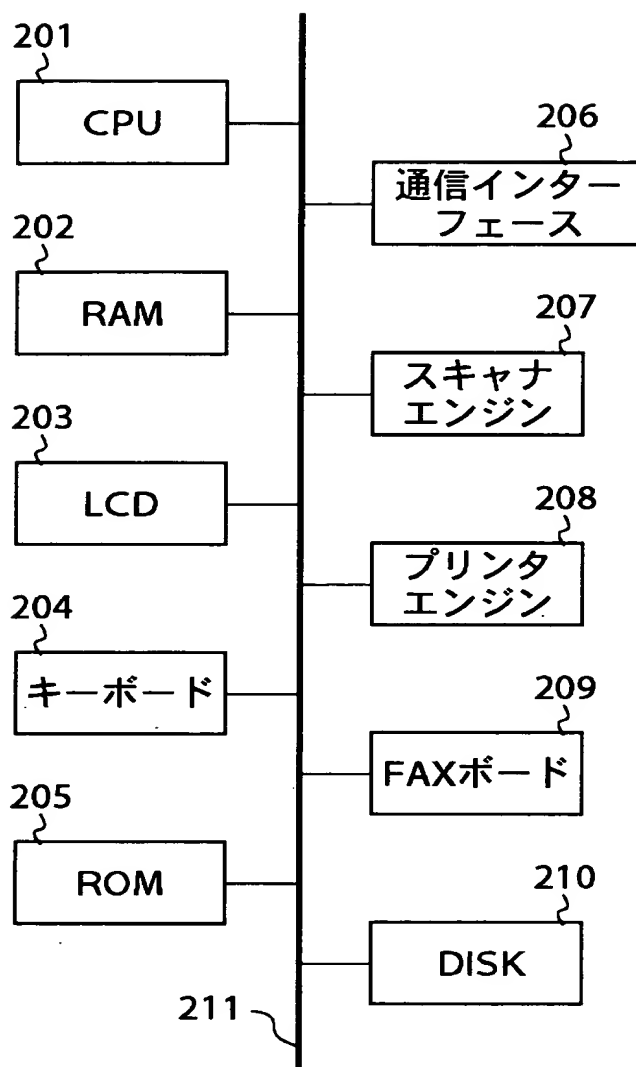 201
CPU
202
RAM
203
LCD
204
キーボード
205
ROM
206
通信インター
フェース
207
スキャナ
エンジン
208
プリンタ
エンジン
209
FAXボード
210
DISK
211